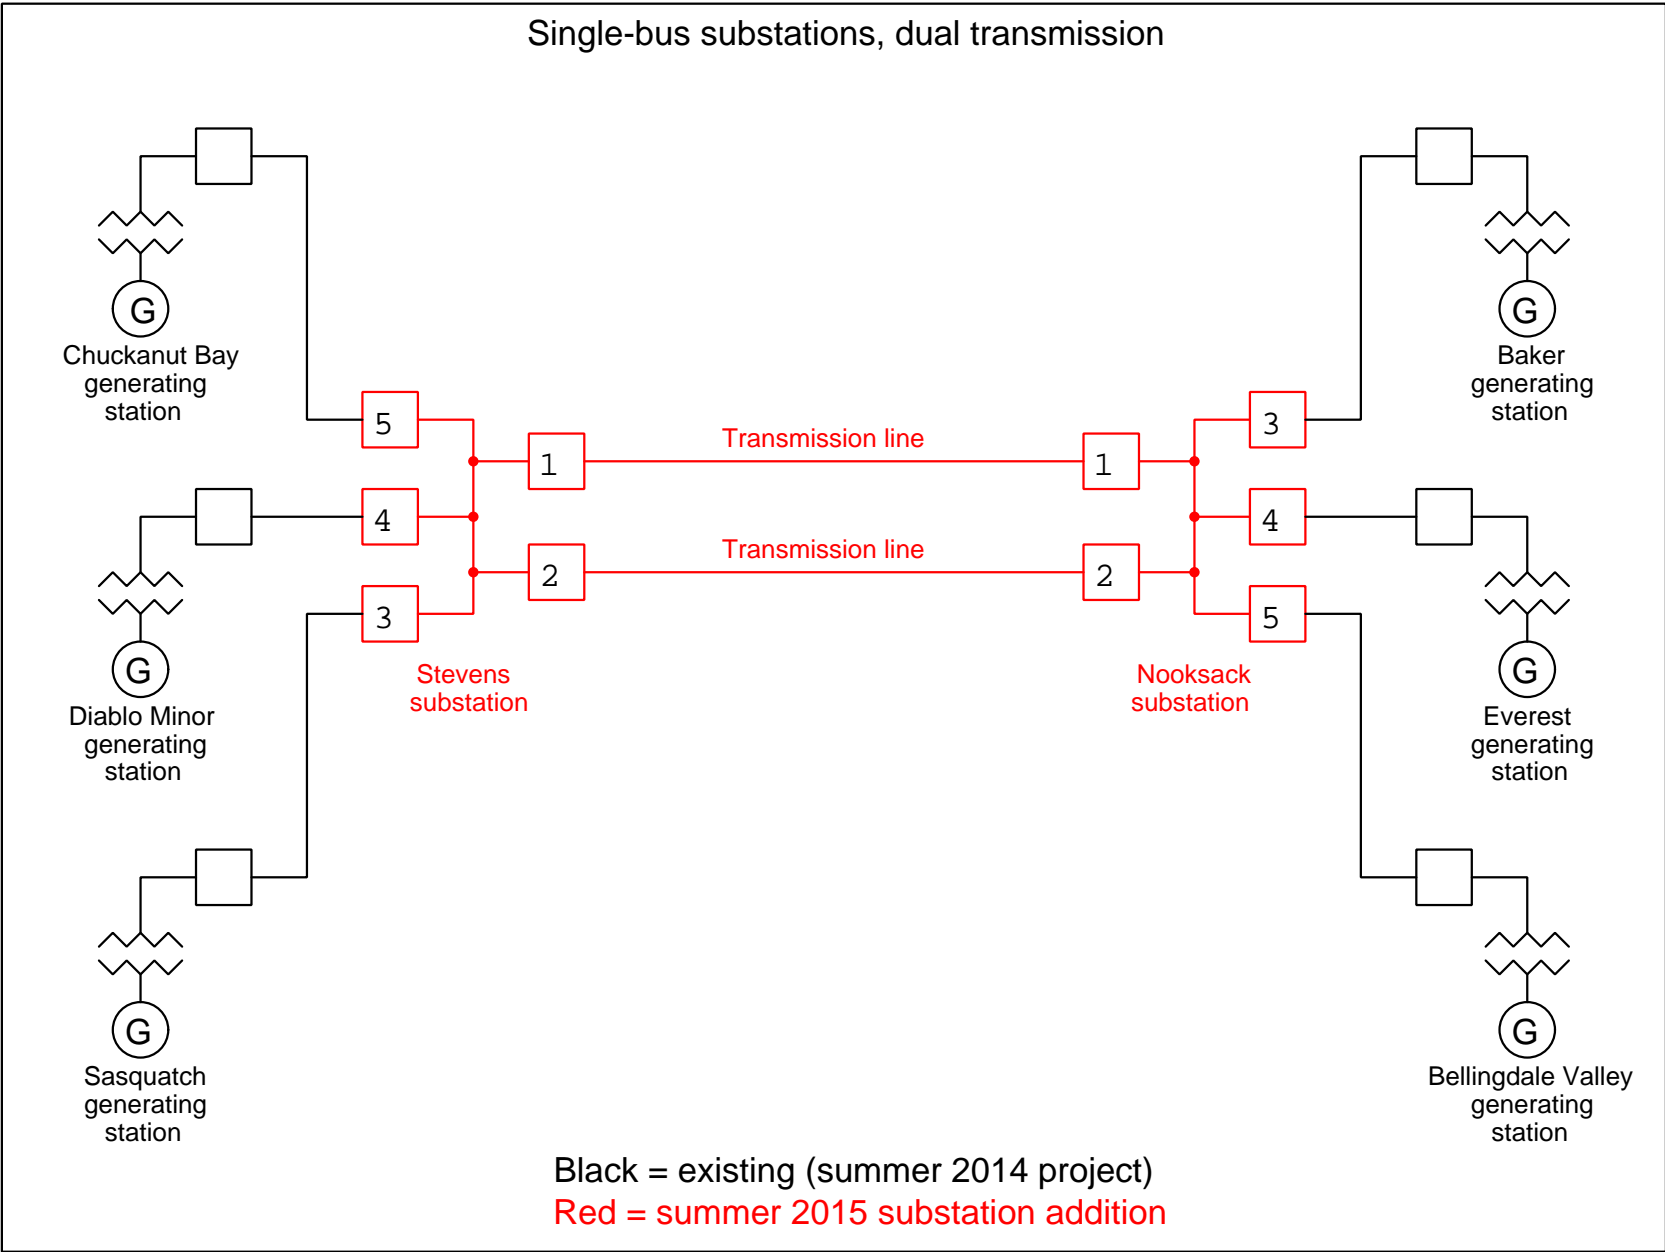 Single-bus substations, dual transmission
G
Chuckanut Bay
generating
station
G
Baker
generating
station
5
3
1
Transmission line
1
4
4
2
Transmission line
2
3
5
Stevens
substation
Nooksack
substation
G
Diablo Minor
generating
station
G
Everest
generating
station
G
Sasquatch
generating
station
G
Bellingdale Valley
generating
station
Black = existing (summer 2014 project)
Red = summer 2015 substation addition